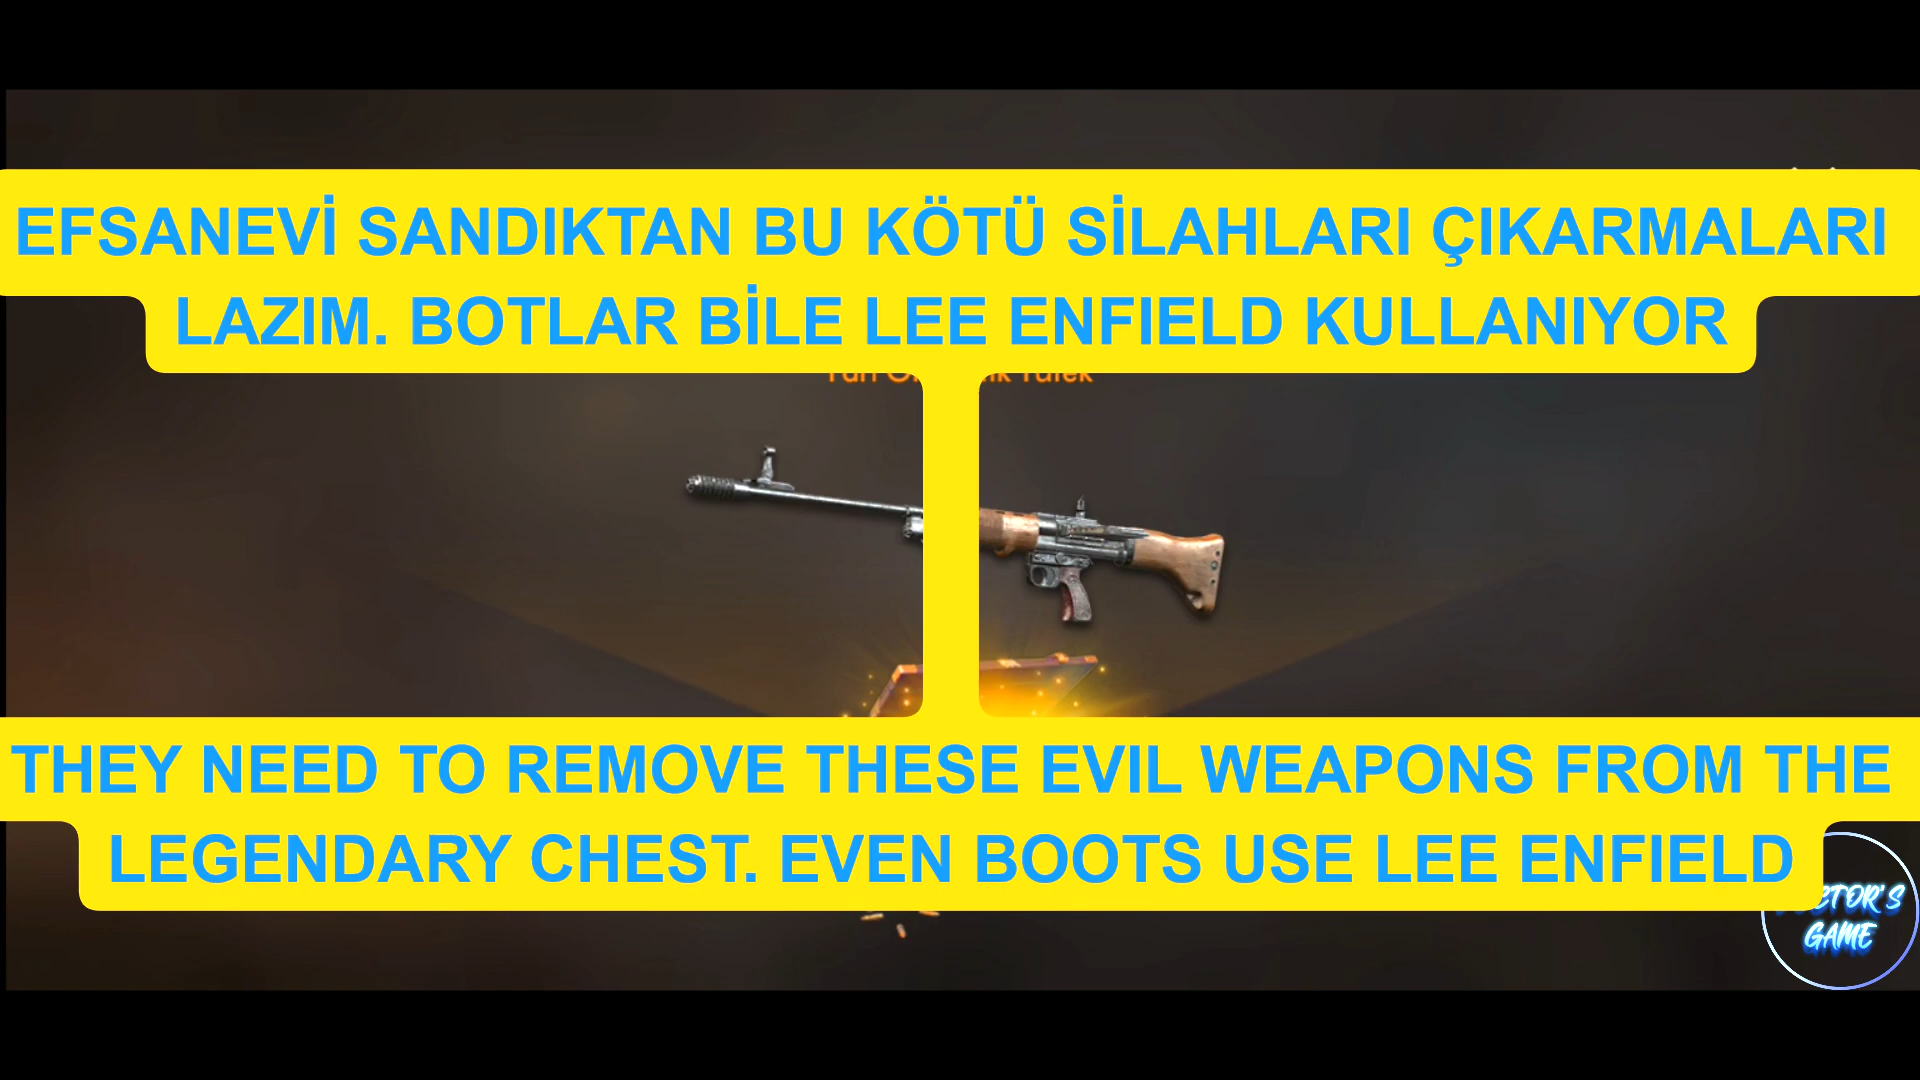 EFSANEVİ SANDIKTAN BU KÖTÜ SİLAHLARI ÇIKARMALARI
LAZIM. BOTLAR BİLE LEE ENFIELD KULLANIYOR
THEY NEED TO REMOVE THESE EVIL WEAPONS FROM THE
LEGENDARY CHEST. EVEN BOOTS USE LEE ENFIELD
GAME